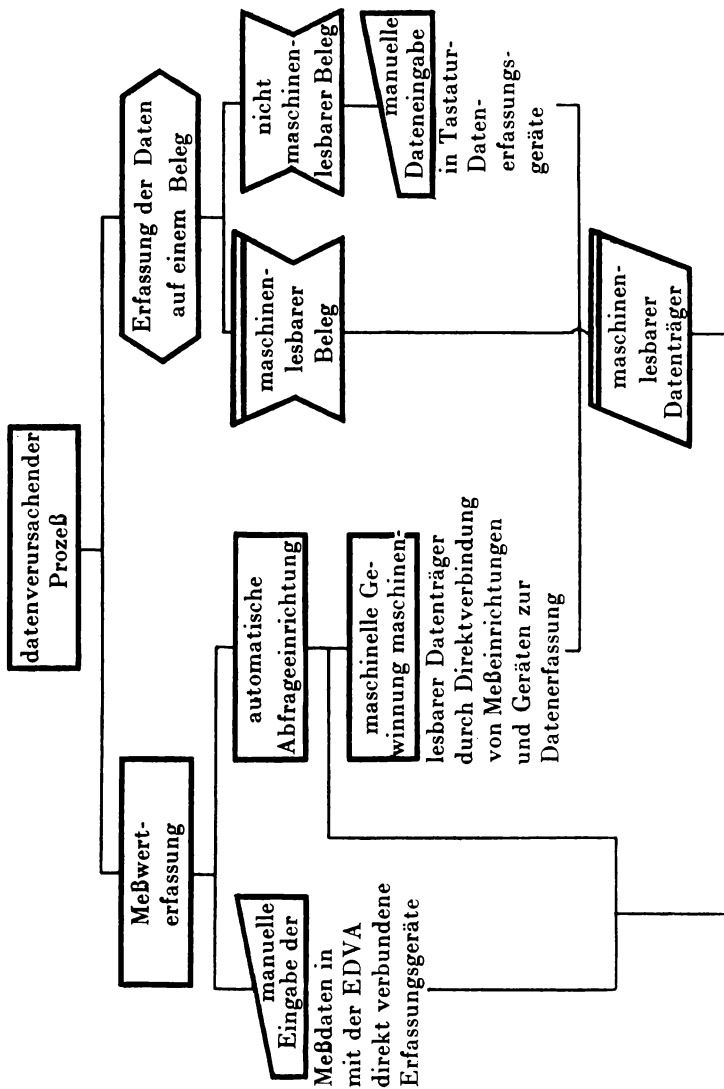 datenverursachender
Prozeß
Meßwert-
erfassung
Erfassung der Daten
auf einem Beleg
manuelle
Eingabe der
Meßdaten in
mit der EDVA
direkt verbundene
Erfassungsgeräte
automatische
Abfrageeinrichtung
maschinen-
lesbarer
Beleg
nicht
maschinen-
lesbarer Beleg
maschinelle Ge-
winnung maschinen-
lesbarer Datenträger
durch Direktverbindung
von Meßeinrichtungen
und Geräten zur
Datenerfassung
manuelle
Dateneingabe
in Tastatur-
Daten-
erfassungs-
geräte
maschinen-
lesbarer
Datenträger